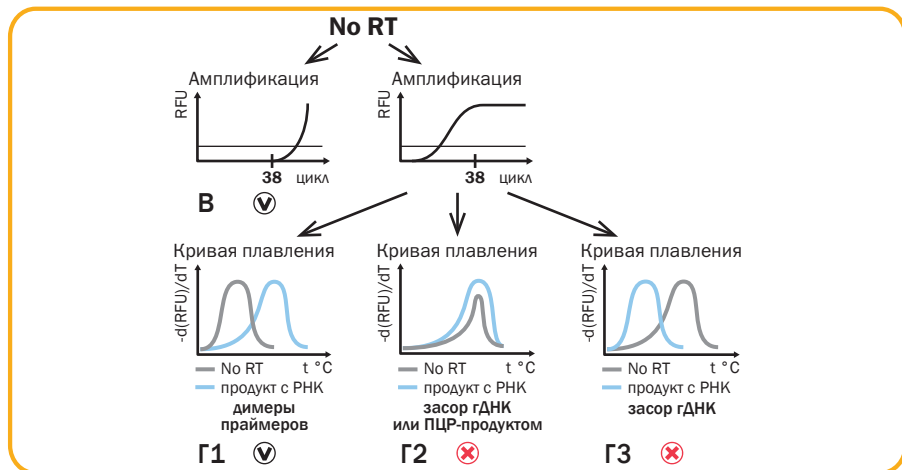 No RT
Амплификация
RFU
38 цикл
В
Амплификация
RFU
38 цикл
Кривая плавления
-d(RFU)/dT
t °C
No RT
продукт с РНК
димеры
праймеров
Г1
Кривая плавления
-d(RFU)/dT
t °C
No RT
продукт с РНК
засор гДНК
или ПЦР-продуктом
Г2
Кривая плавления
-d(RFU)/dT
t °C
No RT
продукт с РНК
засор гДНК
Г3